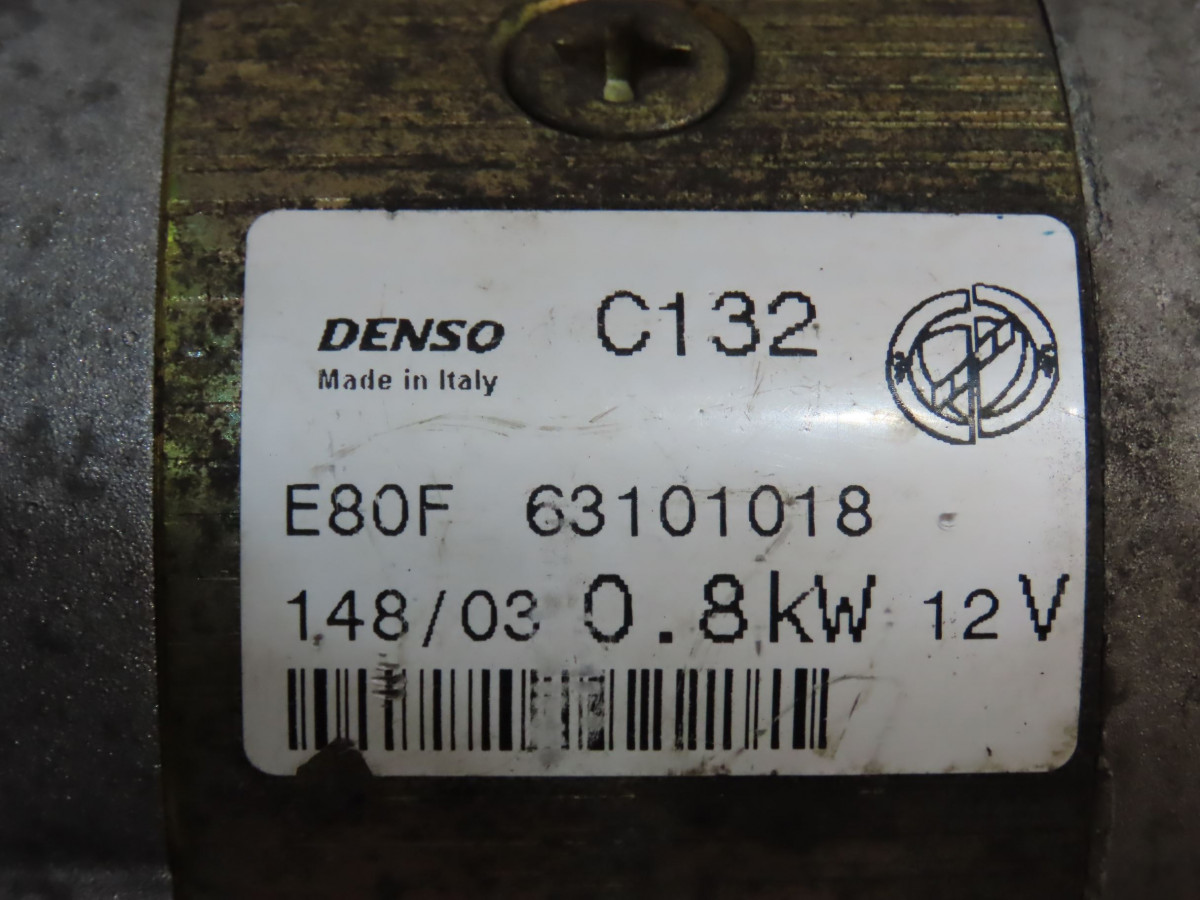 DENSO C132
Made in Italy
E80F 63101018
148/03 0.8kW 12V